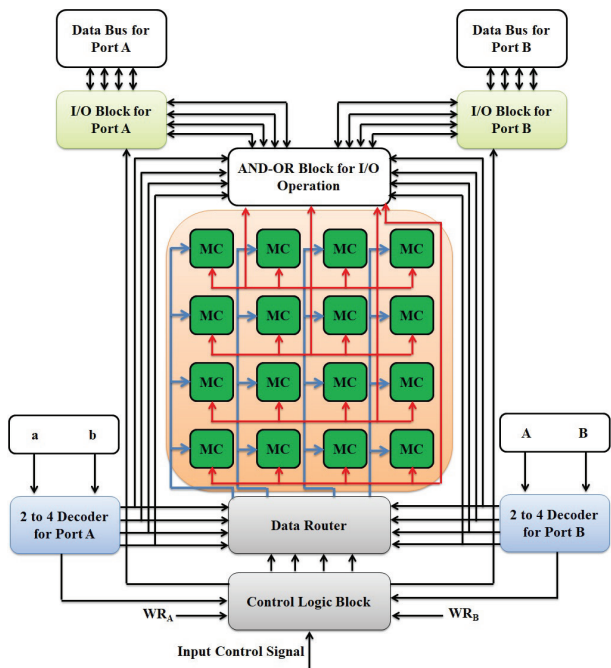 Data Bus for
Port A
Data Bus for
Port B
I/O Block for
Port A
I/O Block for
Port B
AND-OR Block for I/O
Operation
MC MC MC MC
MC MC MC MC
MC MC MC MC
MC MC MC MC
a b
A B
2 to 4 Decoder
for Port A
Data Router
2 to 4 Decoder
for Port B
Control Logic Block
WRA
WRB
Input Control Signal